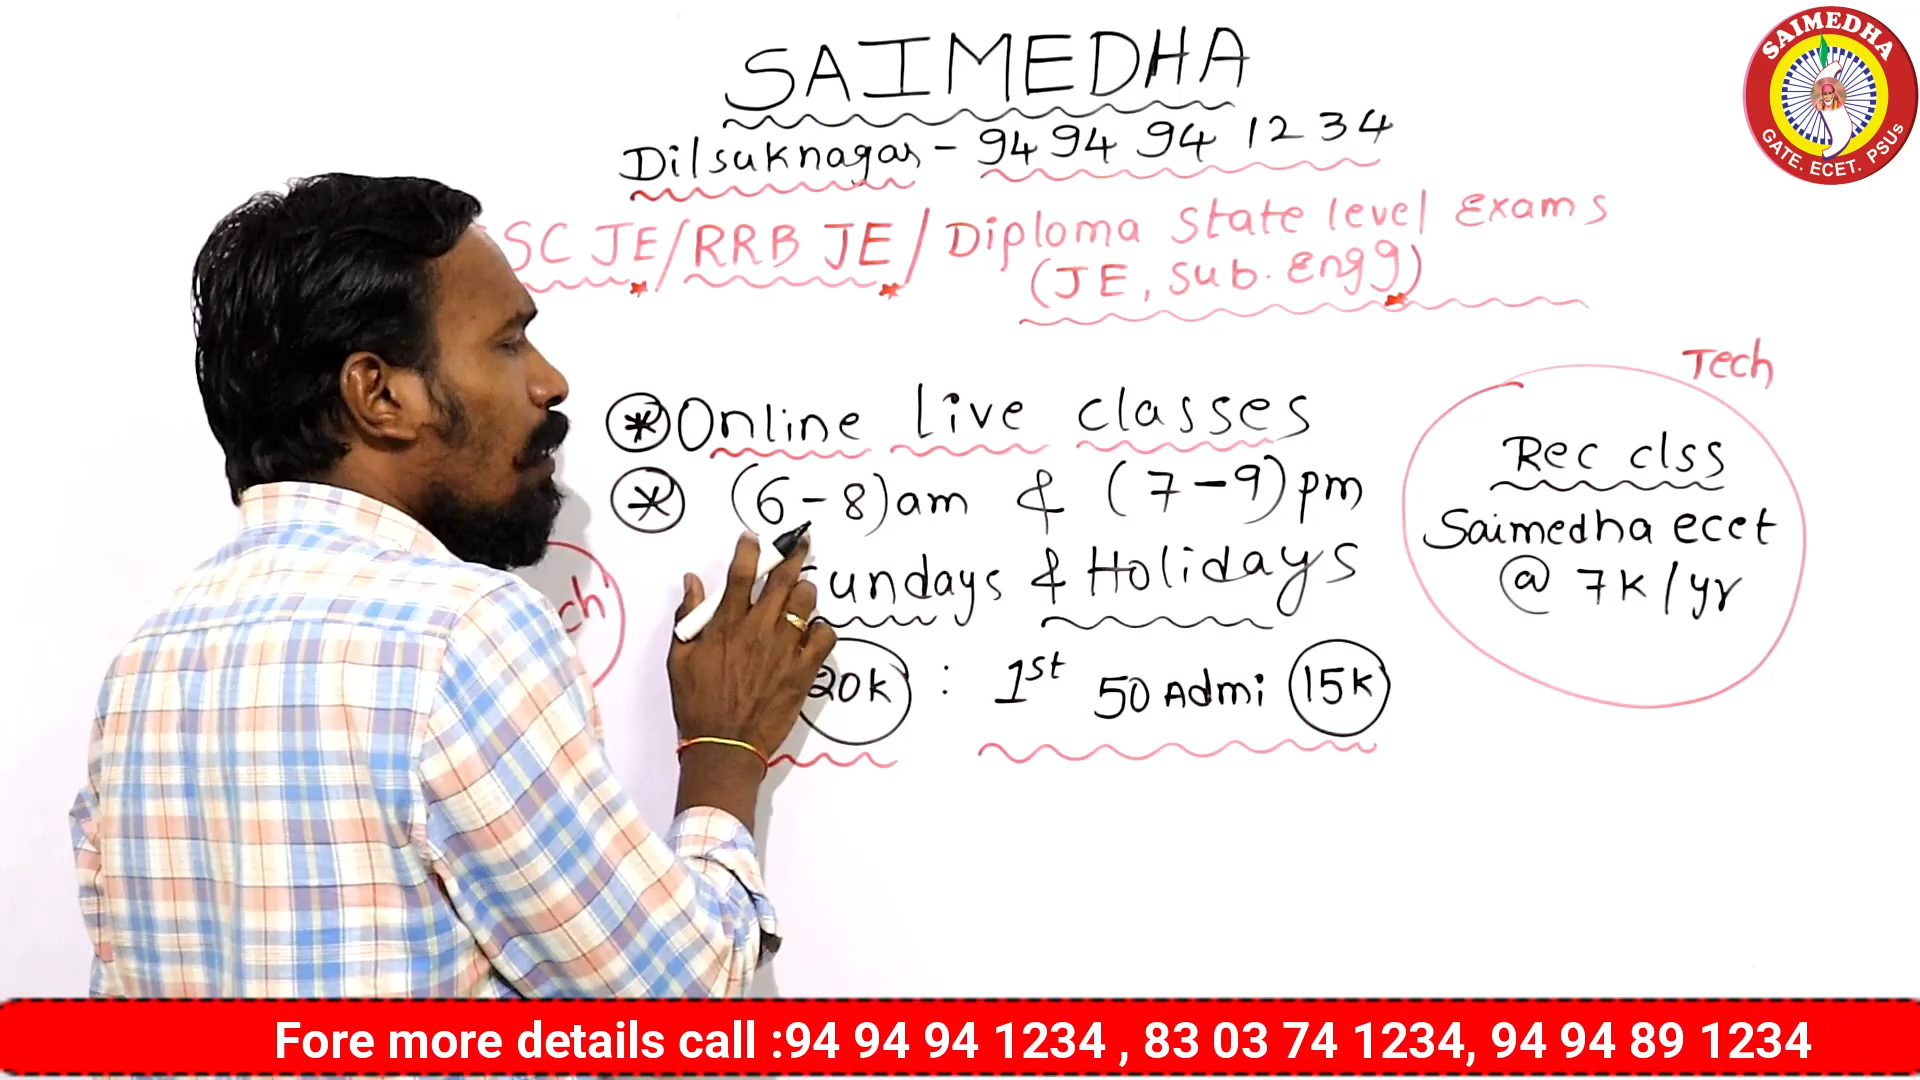 SAIMEDHA
Dilsuknagar - 94 94 94 1234
SC JE/RRB JE/Diploma State level Exams
(JE, Sub. Engg)
Online live classes
(6-8)am & (7-9)pm
undays & Holidays
ch
20k : 1st 50 Admi 15k
Tech
Rec clss
Saimedha ecet
@ 7k/yr
SAIMEDHA
GATE. ECET. PSUs
Fore more details call :94 94 94 1234 , 83 03 74 1234, 94 94 89 1234